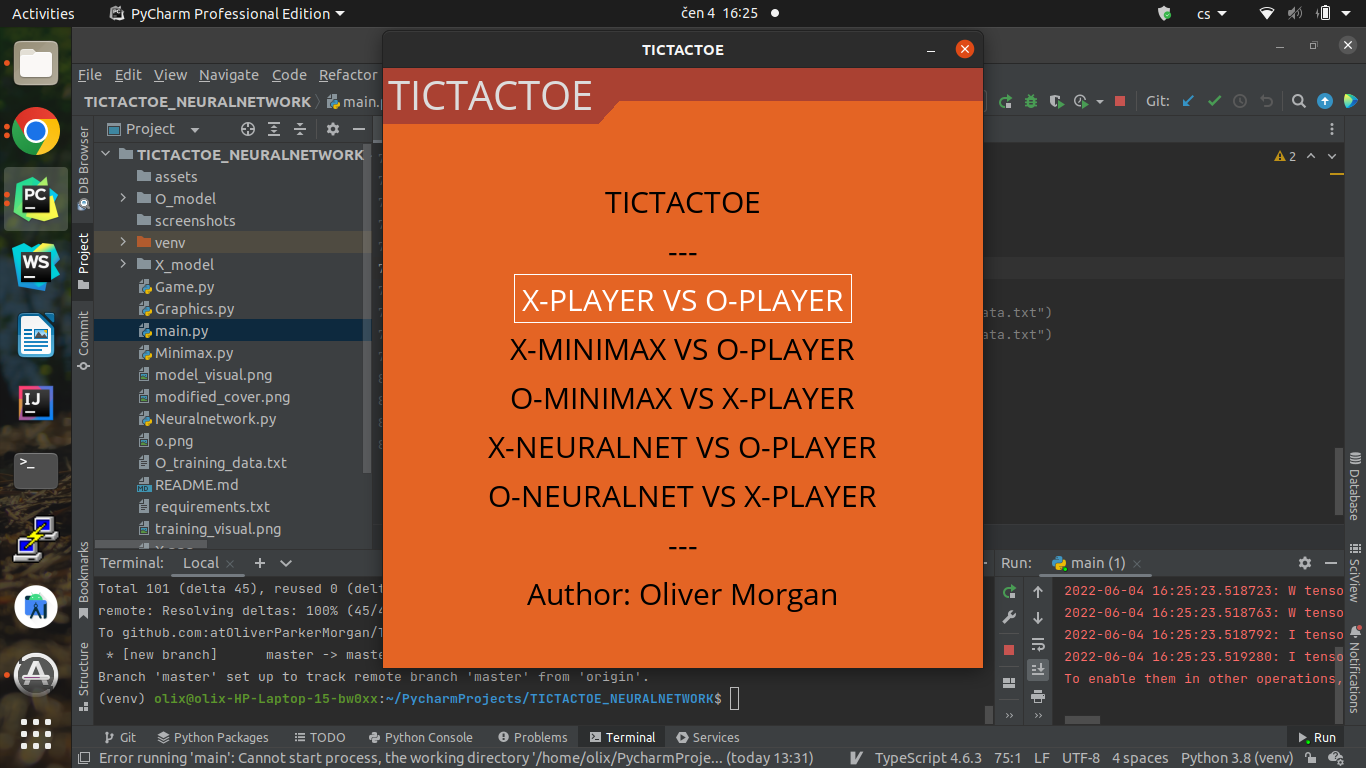 Activities
PyCharm Professional Edition
čen 4 16:25
cs
TICTACTOE
File Edit View Navigate Code Refactor
TICTACTOE_NEURALNETWORK
main.
Git:
Project
TICTACTOE_NEURALNETWORK
assets
O_model
screenshots
venv
X_model
Game.py
Graphics.py
main.py
Minimax.py
model_visual.png
modified_cover.png
Neuralnetwork.py
o.png
O_training_data.txt
README.md
requirements.txt
training_visual.png
DB Browser
Project
Commit
Bookmarks
Structure
PC
WS
IJ
>_
TICTACTOE
TICTACTOE
---
X-PLAYER VS O-PLAYER
X-MINIMAX VS O-PLAYER
O-MINIMAX VS X-PLAYER
X-NEURALNET VS O-PLAYER
O-NEURALNET VS X-PLAYER
---
Author: Oliver Morgan
2
ata.txt")
ata.txt")
Database
SciView
Notifications
Terminal: Local
Total 101 (delta 45), reused 0 (delt
remote: Resolving deltas: 100% (45/4
To github.com:atOliverParkerMorgan/T
* [new branch] master -> maste
Branch 'master' set up to track remote branch 'master' from 'origin'.
(venv) olix@olix-HP-Laptop-15-bw0xx:~/PycharmProjects/TICTACTOE_NEURALNETWORK$
Run: main (1)
2022-06-04 16:25:23.518723: W tenso
2022-06-04 16:25:23.518763: W tenso
2022-06-04 16:25:23.518792: I tenso
2022-06-04 16:25:23.519280: I tenso
To enable them in other operations,
Git Python Packages TODO Python Console Problems Terminal Services Run
Error running 'main': Cannot start process, the working directory '/home/olix/PycharmProje... (today 13:31) TypeScript 4.6.3 75:1 LF UTF-8 4 spaces Python 3.8 (venv)